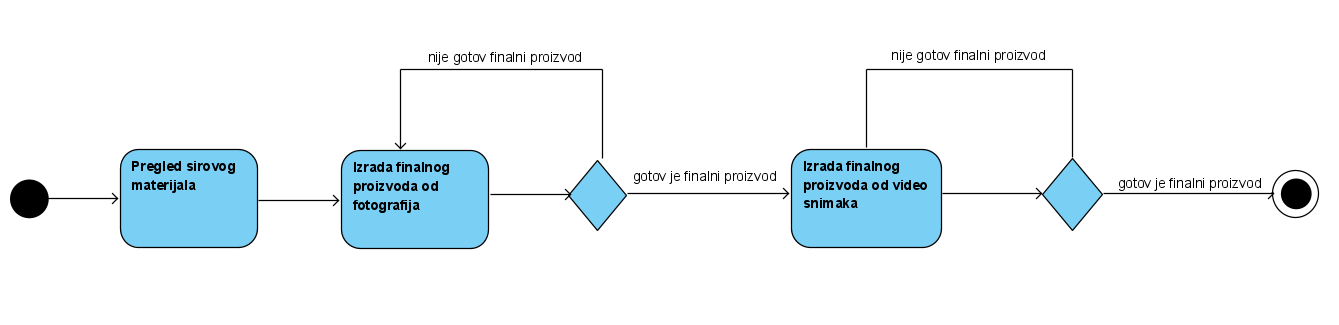 nije gotov finalni proizvod
nije gotov finalni proizvod
Pregled sirovog
materijala
Izrada finalnog
proizvoda od
fotografija
gotov je finalni proizvod
Izrada finalnog
proizvoda od video
snimaka
gotov je finalni proizvod